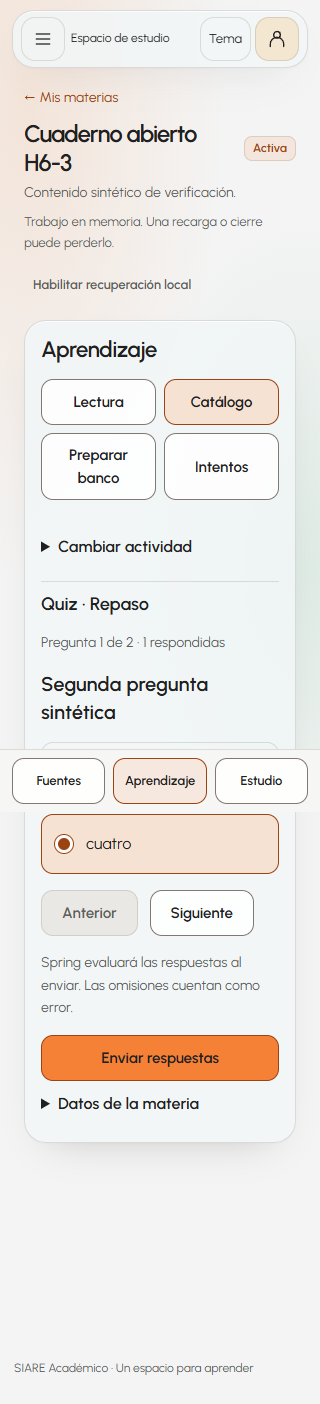 Espacio de estudio
Tema
← Mis materias
Cuaderno abierto
H6-3
Activa
Contenido sintético de verificación.
Trabajo en memoria. Una recarga o cierre
puede perderlo.
Habilitar recuperación local
Aprendizaje
Lectura
Catálogo
Preparar
banco
Intentos
Cambiar actividad
Quiz · Repaso
Pregunta 1 de 2 · 1 respondidas
Segunda pregunta
sintética
Fuentes
Aprendizaje
Estudio
cuatro
Anterior
Siguiente
Spring evaluará las respuestas al
enviar. Las omisiones cuentan como
error.
Enviar respuestas
Datos de la materia
SIARE Académico · Un espacio para aprender